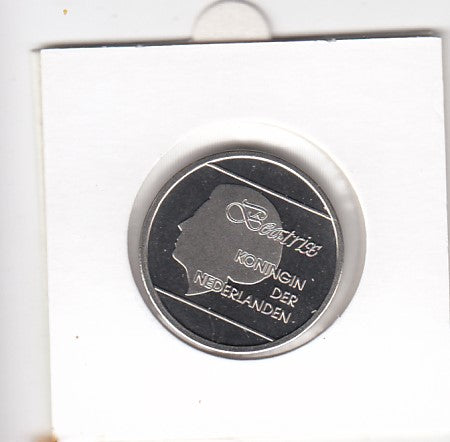 Beatrix
KONINGIN
DER
NEDERLANDEN